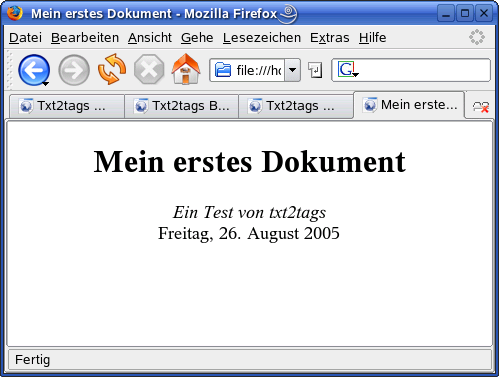 Mein erstes Dokument - Mozilla Firefox
Datei Bearbeiten Ansicht Gehe Lesezeichen Extras Hilfe
file:///ho
G
Txt2tags ... Txt2tags B... Txt2tags ... Mein erste...
Mein erstes Dokument
Ein Test von txt2tags
Freitag, 26. August 2005
Fertig